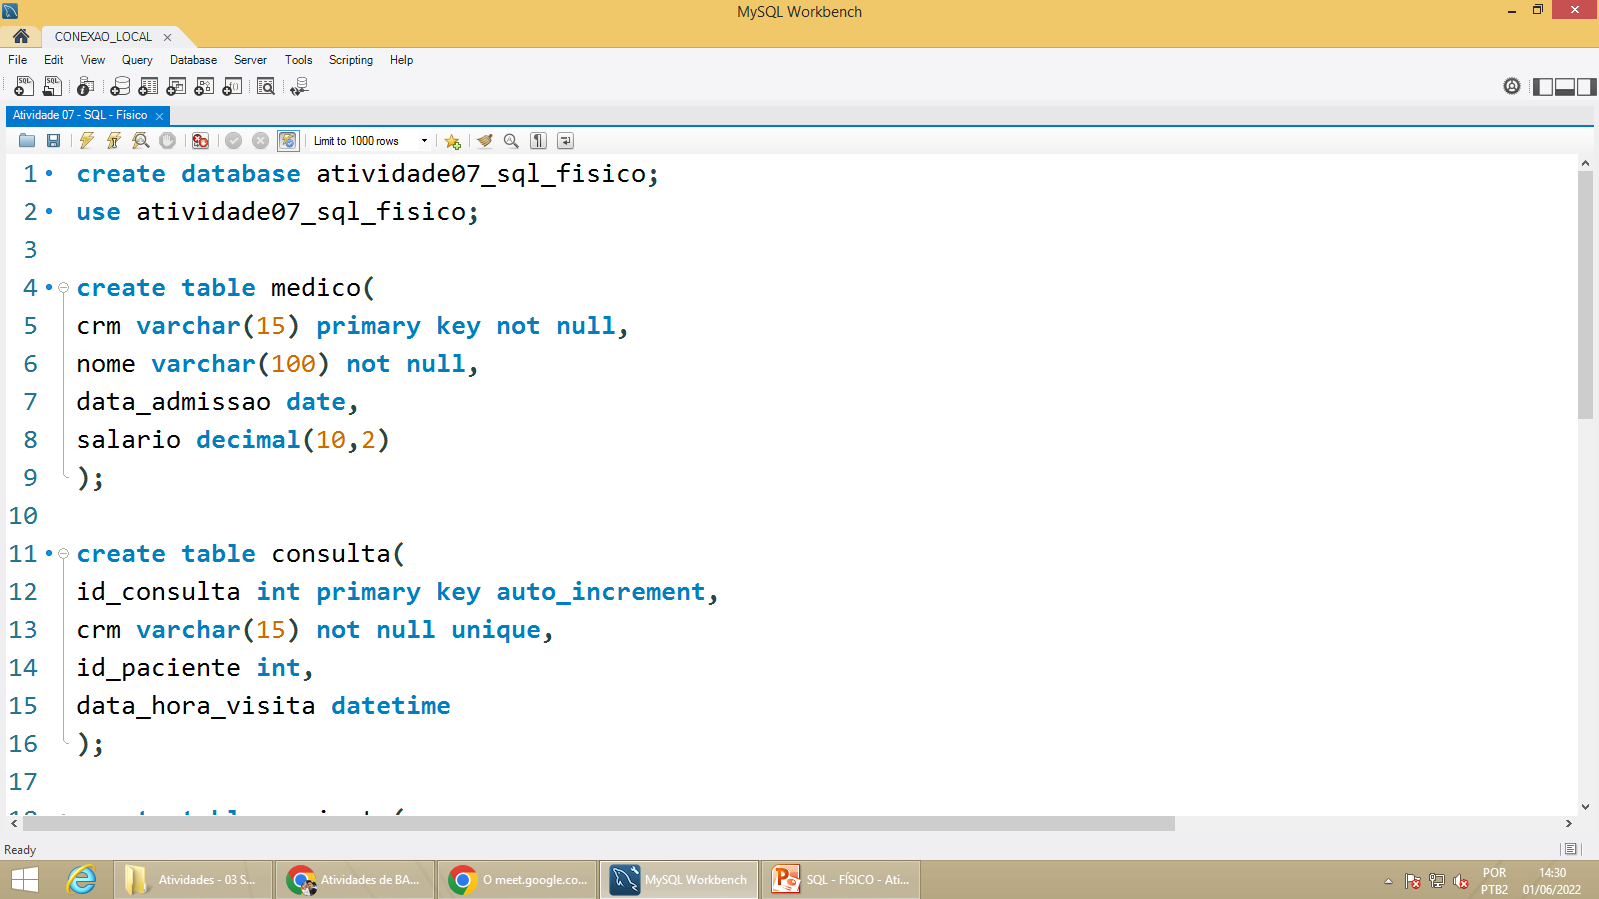 MySQL Workbench
CONEXAO_LOCAL
File Edit View Query Database Server Tools Scripting Help
Atividade 07 - SQL - Físico
Limit to 1000 rows
1 create database atividade07_sql_fisico;
2 use atividade07_sql_fisico;
3
4 create table medico(
5 crm varchar(15) primary key not null,
6 nome varchar(100) not null,
7 data_admissao date,
8 salario decimal(10,2)
9 );
10
11 create table consulta(
12 id_consulta int primary key auto_increment,
13 crm varchar(15) not null unique,
14 id_paciente int,
15 data_hora_visita datetime
16 );
17
Ready
Atividades - 03 S...
Atividades de BA...
O meet.google.co...
MySQL Workbench
SQL - FÍSICO - Ati...
POR
PTB2
14:30
01/06/2022